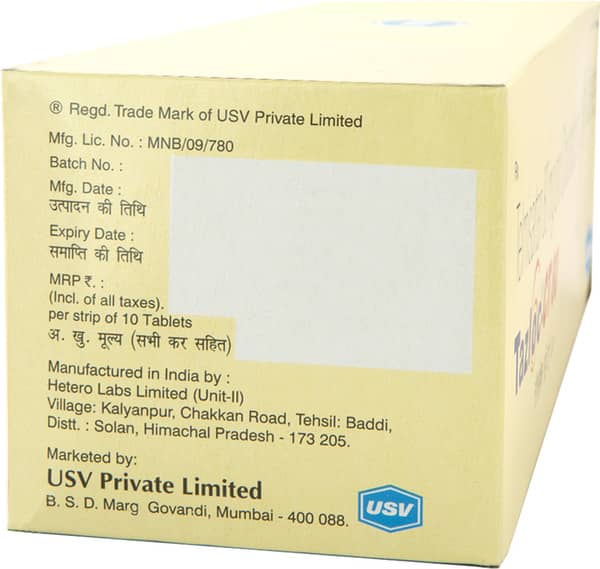 ® Regd. Trade Mark of USV Private Limited
Mfg. Lic. No. : MNB/09/780
Batch No. :
Mfg. Date :
उत्पादन की तिथि
Expiry Date :
समाप्ति की तिथि
MRP ₹. :
(Incl. of all taxes).
per strip of 10 Tablets
अ. खु. मूल्य (सभी कर सहित)
Manufactured in India by :
Hetero Labs Limited (Unit-II)
Village: Kalyanpur, Chakkan Road, Tehsil: Baddi,
Distt. : Solan, Himachal Pradesh - 173 205.
Marketed by:
USV Private Limited
B. S. D. Marg Govandi, Mumbai - 400 088.
USV
Tazloc-